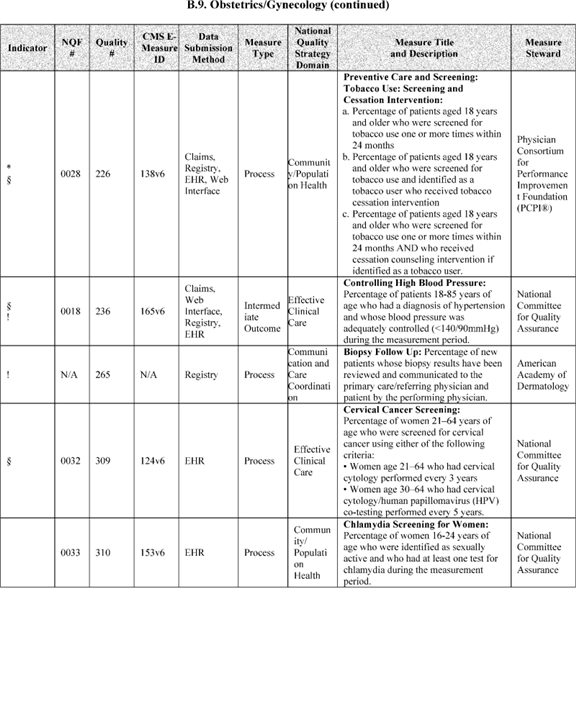 B.9. Obstetrics/Gynecology (continued)
Indicator
NQF
#
Quality
#
CMS E-
Measure
ID
Data
Submission
Method
Measure
Type
National
Quality
Strategy
Domain
Measure Title
and Description
Measure
Steward
*
§
0028
226
138v6
Claims,
Registry,
EHR, Web
Interface
Process
Communit
y/Populati
on Health
Preventive Care and Screening:
Tobacco Use: Screening and
Cessation Intervention:
a. Percentage of patients aged 18 years
and older who were screened for
tobacco use one or more times within
24 months
b. Percentage of patients aged 18 years
and older who were screened for
tobacco use and identified as a
tobacco user who received tobacco
cessation intervention
c. Percentage of patients aged 18 years
and older who were screened for
tobacco use one or more times within
24 months AND who received
cessation counseling intervention if
identified as a tobacco user.
Physician
Consortium
for
Performance
Improvemen
t Foundation
(PCPI®)
§
!
0018
236
165v6
Claims,
Web
Interface,
Registry,
EHR
Intermed
iate
Outcome
Effective
Clinical
Care
Controlling High Blood Pressure:
Percentage of patients 18-85 years of
age who had a diagnosis of hypertension
and whose blood pressure was
adequately controlled (<140/90mmHg)
during the measurement period.
National
Committee
for Quality
Assurance
!
N/A
265
N/A
Registry
Process
Communi
cation and
Care
Coordinati
on
Biopsy Follow Up: Percentage of new
patients whose biopsy results have been
reviewed and communicated to the
primary care/referring physician and
patient by the performing physician.
American
Academy of
Dermatology
§
0032
309
124v6
EHR
Process
Effective
Clinical
Care
Cervical Cancer Screening:
Percentage of women 21–64 years of
age who were screened for cervical
cancer using either of the following
criteria:
• Women age 21–64 who had cervical
cytology performed every 3 years
• Women age 30–64 who had cervical
cytology/human papillomavirus (HPV)
co-testing performed every 5 years.
National
Committee
for Quality
Assurance
0033
310
153v6
EHR
Process
Commun
ity/
Populati
on
Health
Chlamydia Screening for Women:
Percentage of women 16-24 years of
age who were identified as sexually
active and who had at least one test for
chlamydia during the measurement
period.
National
Committee
for Quality
Assurance